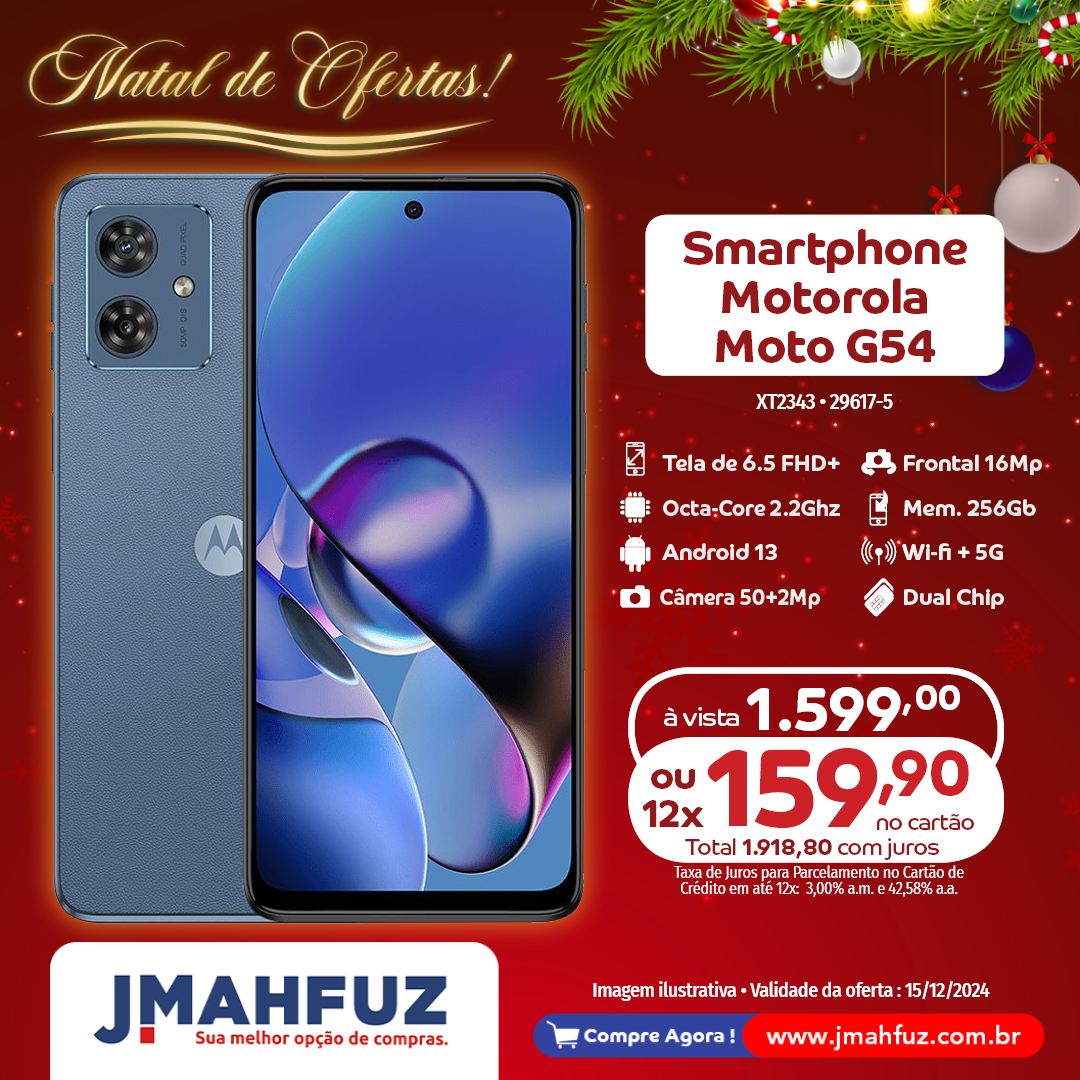 Natal de Ofertas!
50MP OIS
QUAD PIXEL
Smartphone
Motorola
Moto G54
XT2343 • 29617-5
Tela de 6.5 FHD+
Frontal 16Mp
Octa-Core 2.2Ghz
Mem. 256Gb
Android 13
Wi-fi + 5G
Câmera 50+2Mp
Dual Chip
à vista 1.599,00
ou 12x 159,90
no cartão
Total 1.918,80 com juros
Taxa de Juros para Parcelamento no Cartão de
Crédito em até 12x: 3,00% a.m. e 42,58% a.a.
JMAHFUZ
Sua melhor opção de compras.
Imagem ilustrativa • Validade da oferta : 15/12/2024
Compre Agora !
www.jmahfuz.com.br